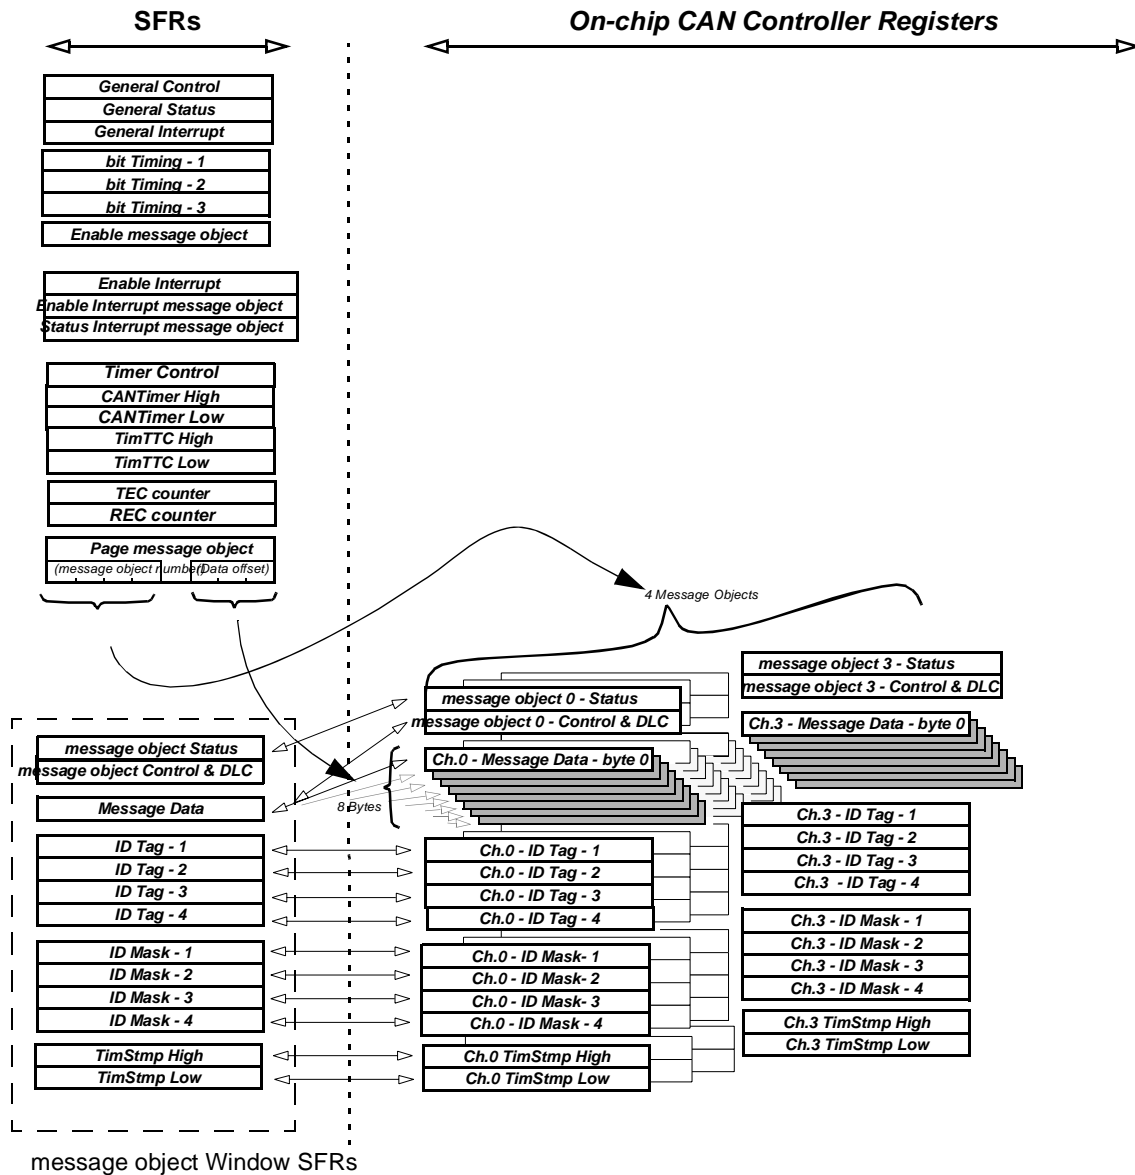 SFRs
On-chip CAN Controller Registers
General Control
General Status
General Interrupt
bit Timing - 1
bit Timing - 2
bit Timing - 3
Enable message object
Enable Interrupt
Enable Interrupt message object
Status Interrupt message object
Timer Control
CANTimer High
CANTimer Low
TimTTC High
TimTTC Low
TEC counter
REC counter
Page message object
(message object number)
(Data offset)
4 Message Objects
message object Status
message object Control & DLC
Message Data
ID Tag - 1
ID Tag - 2
ID Tag - 3
ID Tag - 4
ID Mask - 1
ID Mask - 2
ID Mask - 3
ID Mask - 4
TimStmp High
TimStmp Low
message object Window SFRs
8 Bytes
message object 0 - Status
message object 0 - Control & DLC
Ch.0 - Message Data - byte 0
Ch.0 - ID Tag - 1
Ch.0 - ID Tag - 2
Ch.0 - ID Tag - 3
Ch.0 - ID Tag - 4
Ch.0 - ID Mask- 1
Ch.0 - ID Mask- 2
Ch.0 - ID Mask- 3
Ch.0 - ID Mask - 4
Ch.0 TimStmp High
Ch.0 TimStmp Low
message object 3 - Status
message object 3 - Control & DLC
Ch.3 - Message Data - byte 0
Ch.3 - ID Tag - 1
Ch.3 - ID Tag - 2
Ch.3 - ID Tag - 3
Ch.3 - ID Tag - 4
Ch.3 - ID Mask - 1
Ch.3 - ID Mask - 2
Ch.3 - ID Mask - 3
Ch.3 - ID Mask - 4
Ch.3 TimStmp High
Ch.3 TimStmp Low